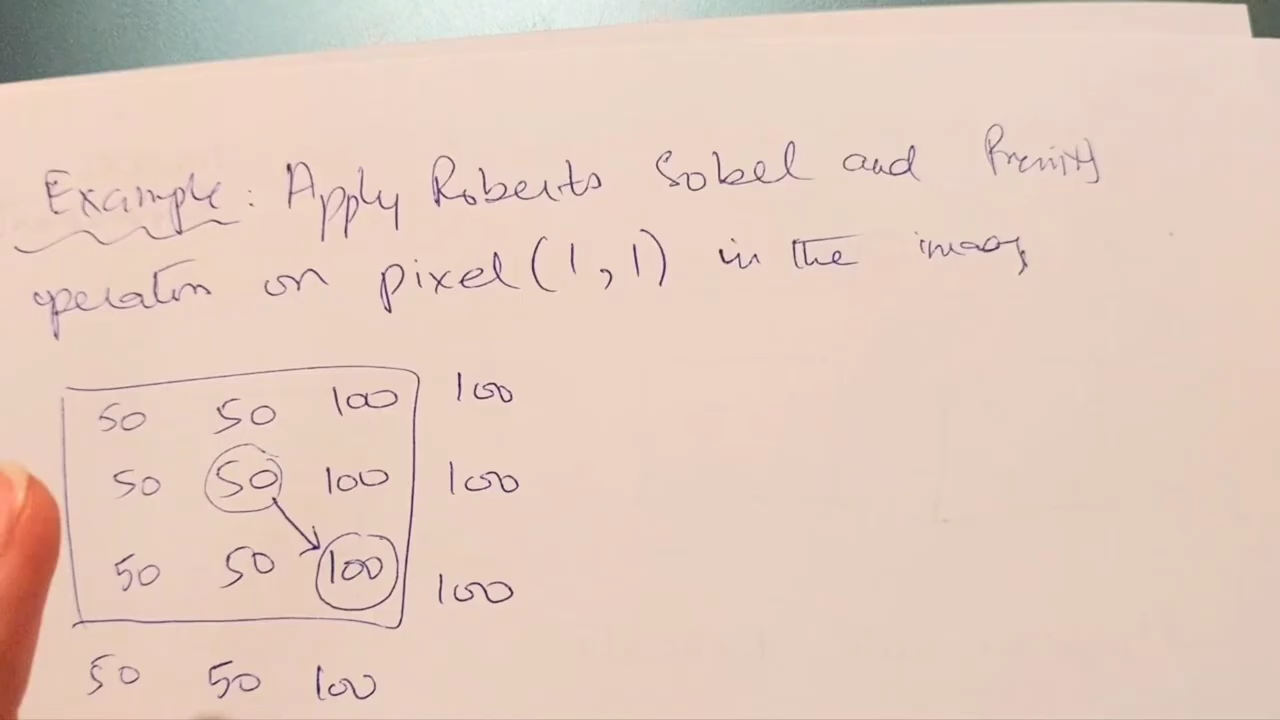 Example: Apply Roberts Sobel and Prewitt
operation on pixel (1,1) in the image
50 50 100 100
50 50 100 100
50 50 100 100
50 50 100